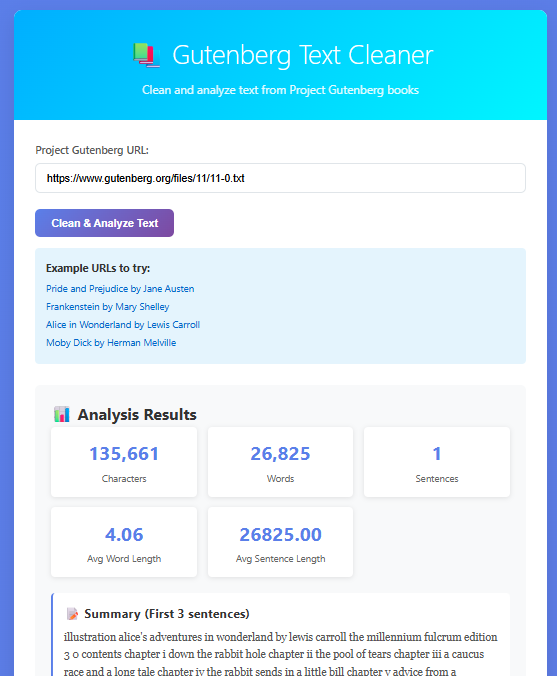 Gutenberg Text Cleaner
Clean and analyze text from Project Gutenberg books
Project Gutenberg URL:
https://www.gutenberg.org/files/11/11-0.txt
Clean & Analyze Text
Example URLs to try:
Pride and Prejudice by Jane Austen
Frankenstein by Mary Shelley
Alice in Wonderland by Lewis Carroll
Moby Dick by Herman Melville
Analysis Results
135,661
Characters
26,825
Words
1
Sentences
4.06
Avg Word Length
26825.00
Avg Sentence Length
Summary (First 3 sentences)
illustration alice's adventures in wonderland by lewis carroll the millennium fulcrum edition
3 0 contents chapter i down the rabbit hole chapter ii the pool of tears chapter iii a caucus
race and a long tale chapter iv the rabbit sends in a little bill chapter v advice from a